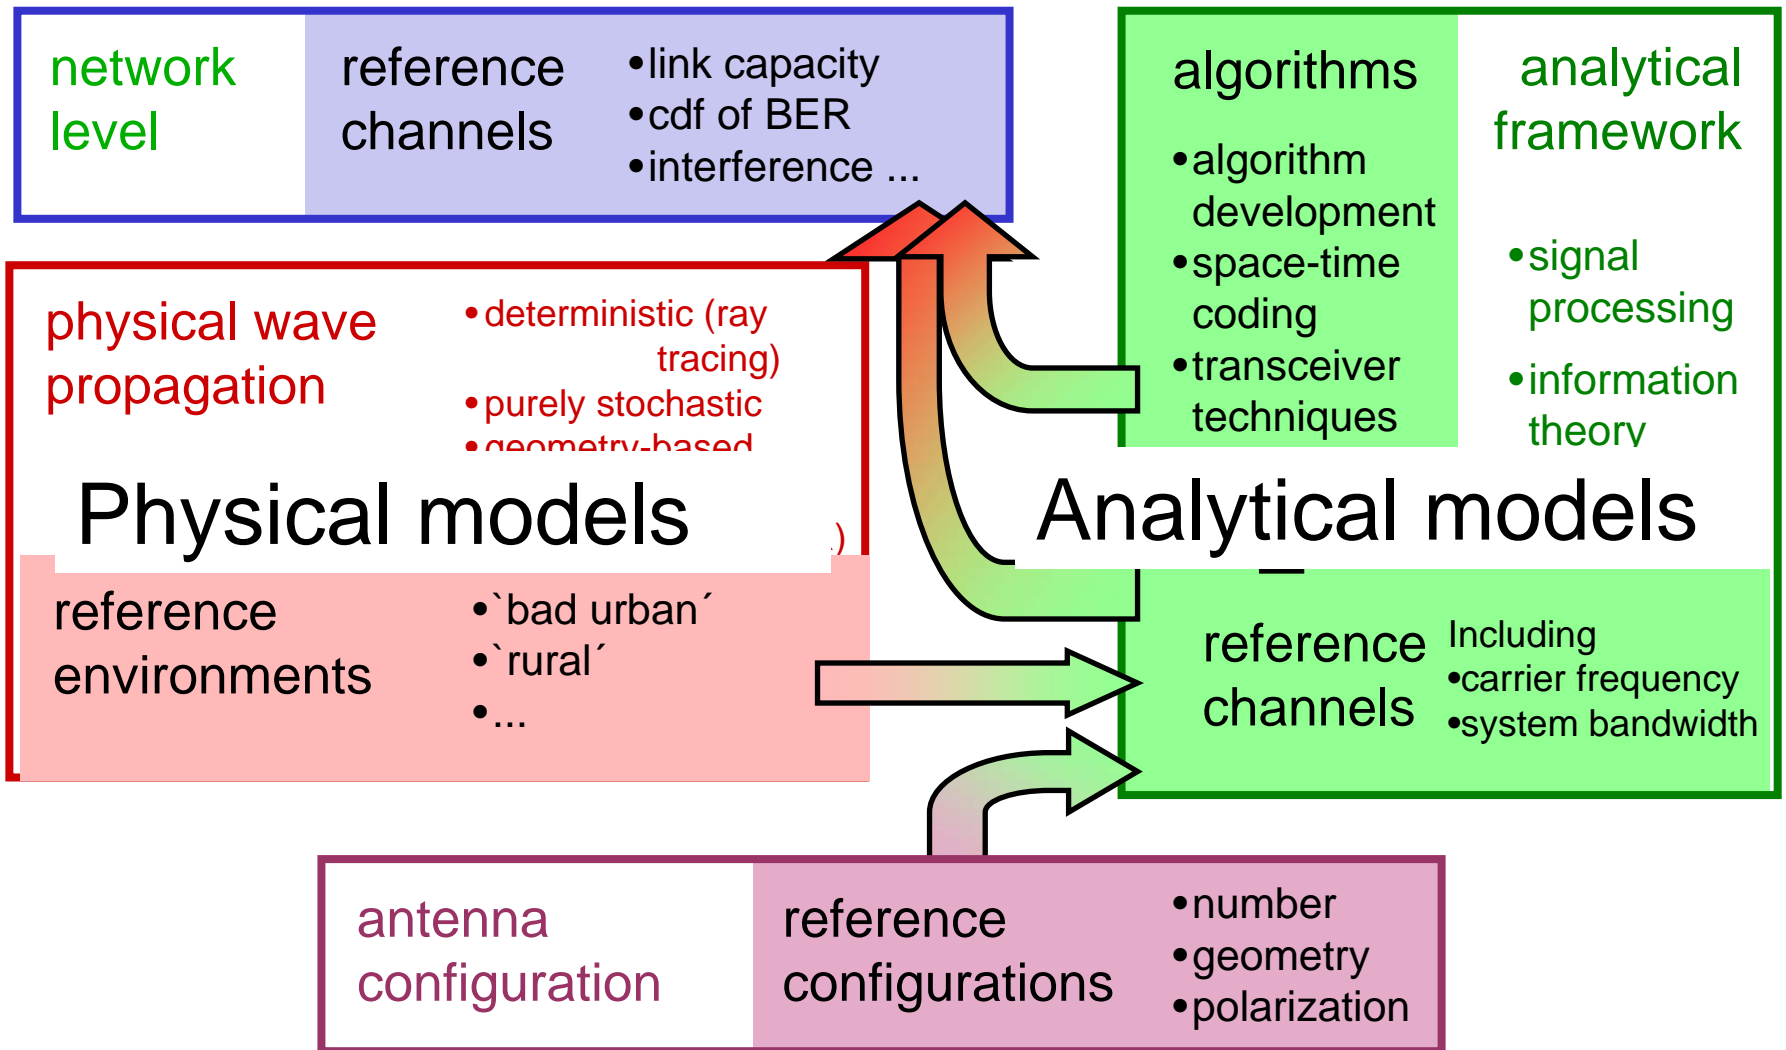 network
level
reference
channels
•link capacity
•cdf of BER
•interference ...
algorithms
•algorithm
development
•space-time
coding
•transceiver
techniques
analytical
framework
•signal
processing
•information
theory
physical wave
propagation
•deterministic (ray
tracing)
•purely stochastic
•geometry-based
)
Physical models
Analytical models
reference
environments
•`bad urban´
•`rural´
•...
reference
channels
Including
•carrier frequency
•system bandwidth
antenna
configuration
reference
configurations
•number
•geometry
•polarization